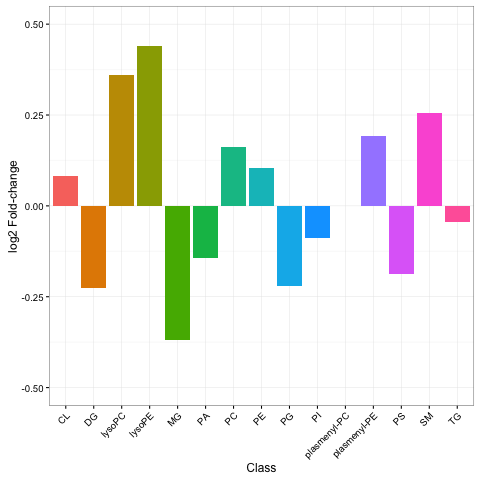 log2 Fold-change
0.50
0.25
0.00
-0.25
-0.50
CL
DG
lysoPC
lysoPE
MG
PA
PC
PE
PG
PI
plasmenyl-PC
plasmenyl-PE
PS
SM
TG
Class